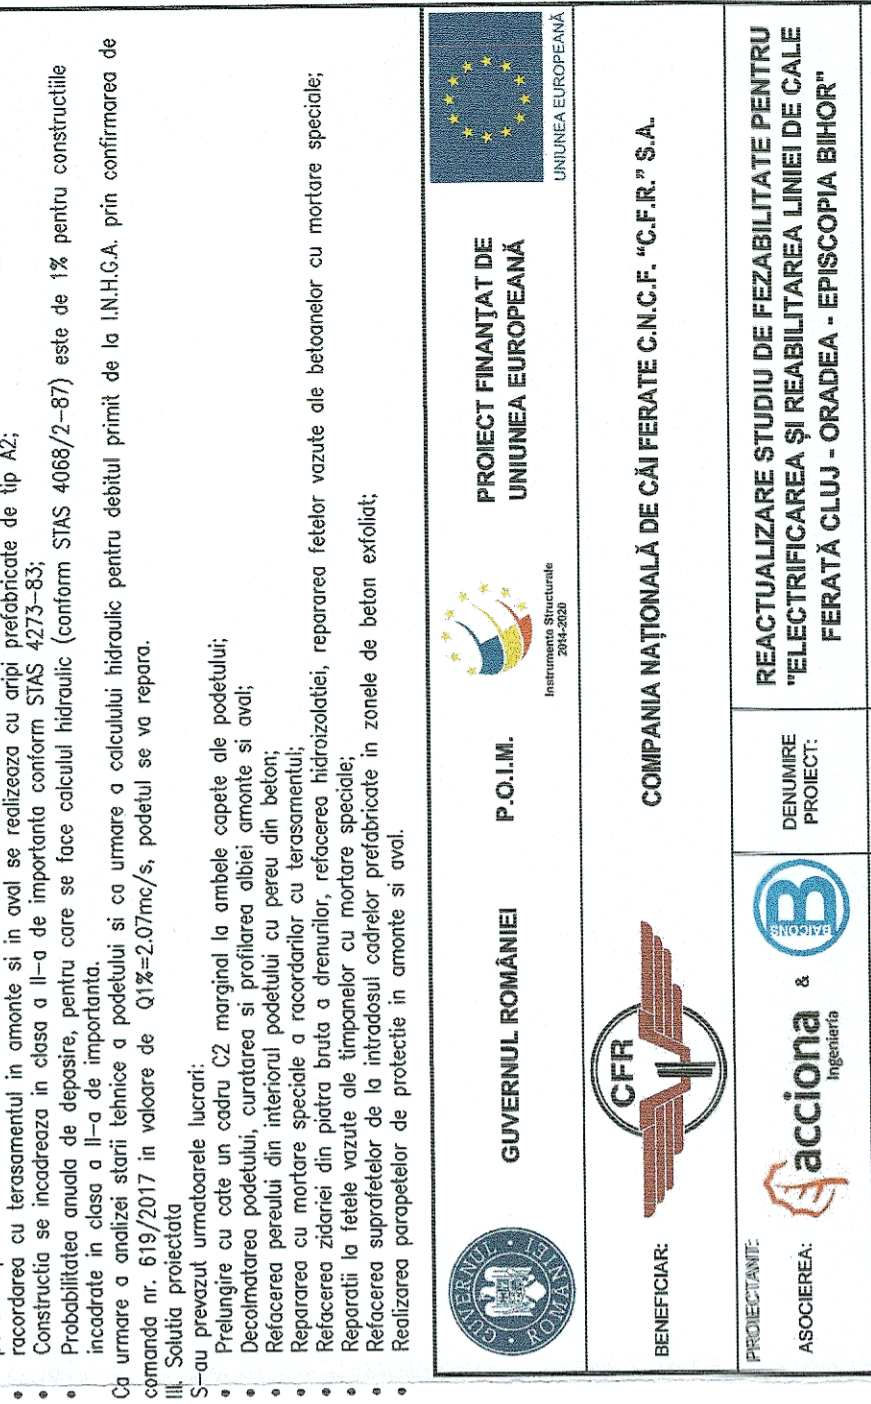 racordarea cu terasamentul in amonte si in aval se realizeaza cu aripi prefabricate de tip A2;
• Constructia se incadreaza in clasa a II-a de importanta conform STAS 4273-83;
• Probabilitatea anuala de depasire, pentru care se face calculul hidraulic (conform STAS 4068/2-87) este de 1% pentru constructiile
incadrate in clasa a II-a de importanta.
Ca urmare a analizei starii tehnice a podetului si ca urmare a calculului hidraulic pentru debitul primit de la I.N.H.G.A. prin confirmarea de
comanda nr. 619/2017 in valoare de Q1%=2.07mc/s, podetul se va repara.
III. Solutia proiectata
S-au prevazut urmatoarele lucrari:
• Prelungire cu cate un cadru C2 marginal la ambele capete ale podetului;
• Decolmatarea podetului, curatarea si profilarea albiei amonte si aval;
• Refacerea pereului din interiorul podetului cu pereu din beton;
• Repararea cu mortare speciale a racordarilor cu terasamentul;
• Refacerea zidariei din piatra bruta a drenurilor, refacerea hidroizolatiei, repararea fetelor vazute ale betoanelor cu mortare speciale;
• Reparatii la fetele vazute ale timpanelor cu mortare speciale;
• Refacerea suprafetelor de la intradosul cadrelor prefabricate in zonele de beton exfoliat;
• Realizarea parapetelor de protectie in amonte si aval.
GUVERNUL ROMÂNIEI
GUVERNUL ROMÂNIEI
P.O.I.M.
Instrumente Structurale
2014-2020
PROIECT FINANȚAT DE
UNIUNEA EUROPEANĂ
UNIUNEA EUROPEANĂ
BENEFICIAR:
CFR
COMPANIA NAȚIONALĂ DE CĂI FERATE C.N.C.F. “C.F.R.” S.A.
PROIECTANT:
ASOCIEREA:
acciona
Ingeniería
&
B
BAICONS
DENUMIRE
PROIECT:
REACTUALIZARE STUDIU DE FEZABILITATE PENTRU
"ELECTRIFICAREA ȘI REABILITAREA LINIEI DE CALE
FERATĂ CLUJ - ORADEA - EPISCOPIA BIHOR"